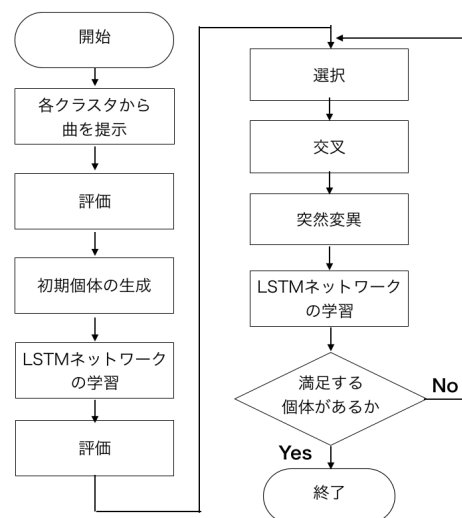 開始
各クラスタから
曲を提示
評価
初期個体の生成
LSTMネットワーク
の学習
評価
選択
交叉
突然変異
LSTMネットワーク
の学習
満足する
個体があるか
No
Yes
終了